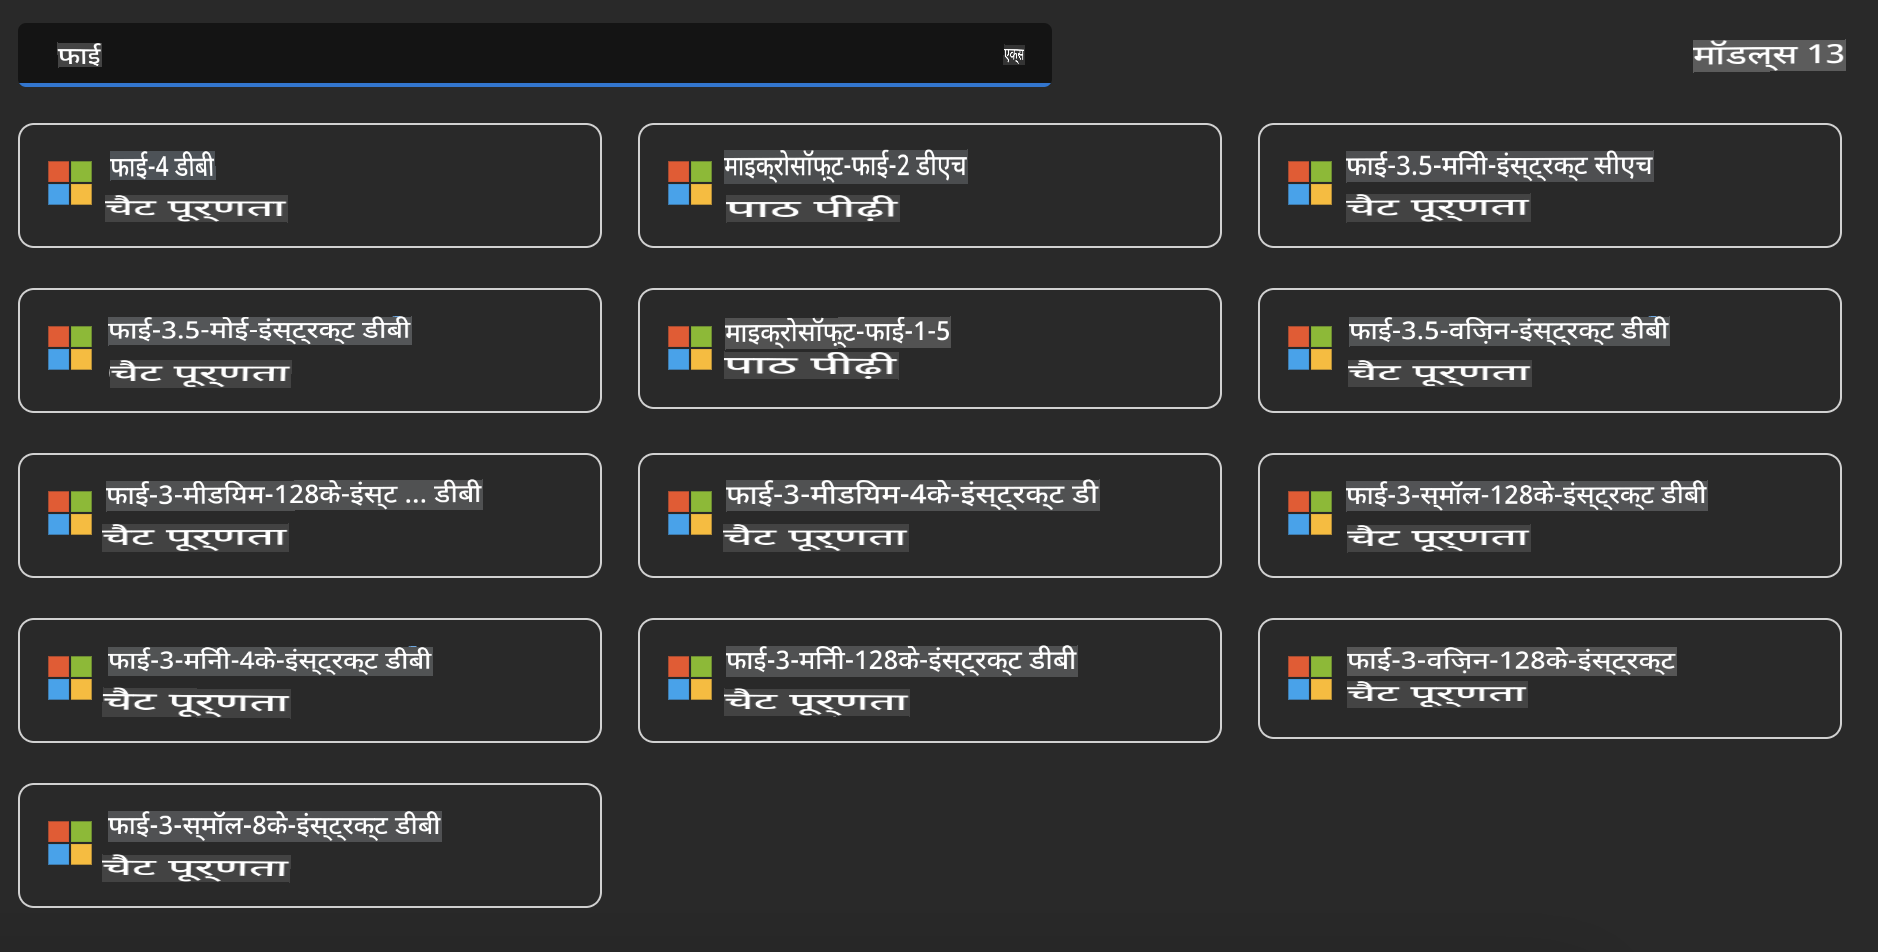 फाई
एक्स
मॉडल्स 13
फाई-4 डीबी
चैट पूर्णता
माइक्रोसॉफ़्ट-फाई-2 डीएच
पाठ पीढ़ी
फाई-3.5-मिनी-इंस्ट्रक्ट सीएच
चैट पूर्णता
फाई-3.5-मोई-इंस्ट्रक्ट डीबी
चैट पूर्णता
माइक्रोसॉफ़्ट-फाई-1-5
पाठ पीढ़ी
फाई-3.5-विज़न-इंस्ट्रक्ट डीबी
चैट पूर्णता
फाई-3-मीडियम-128के-इंस्ट ... डीबी
चैट पूर्णता
फाई-3-मीडियम-4के-इंस्ट्रक्ट डी
चैट पूर्णता
फाई-3-स्मॉल-128के-इंस्ट्रक्ट डीबी
चैट पूर्णता
फाई-3-मिनी-4के-इंस्ट्रक्ट डीबी
चैट पूर्णता
फाई-3-मिनी-128के-इंस्ट्रक्ट डीबी
चैट पूर्णता
फाई-3-विज़न-128के-इंस्ट्रक्ट
चैट पूर्णता
फाई-3-स्मॉल-8के-इंस्ट्रक्ट डीबी
चैट पूर्णता